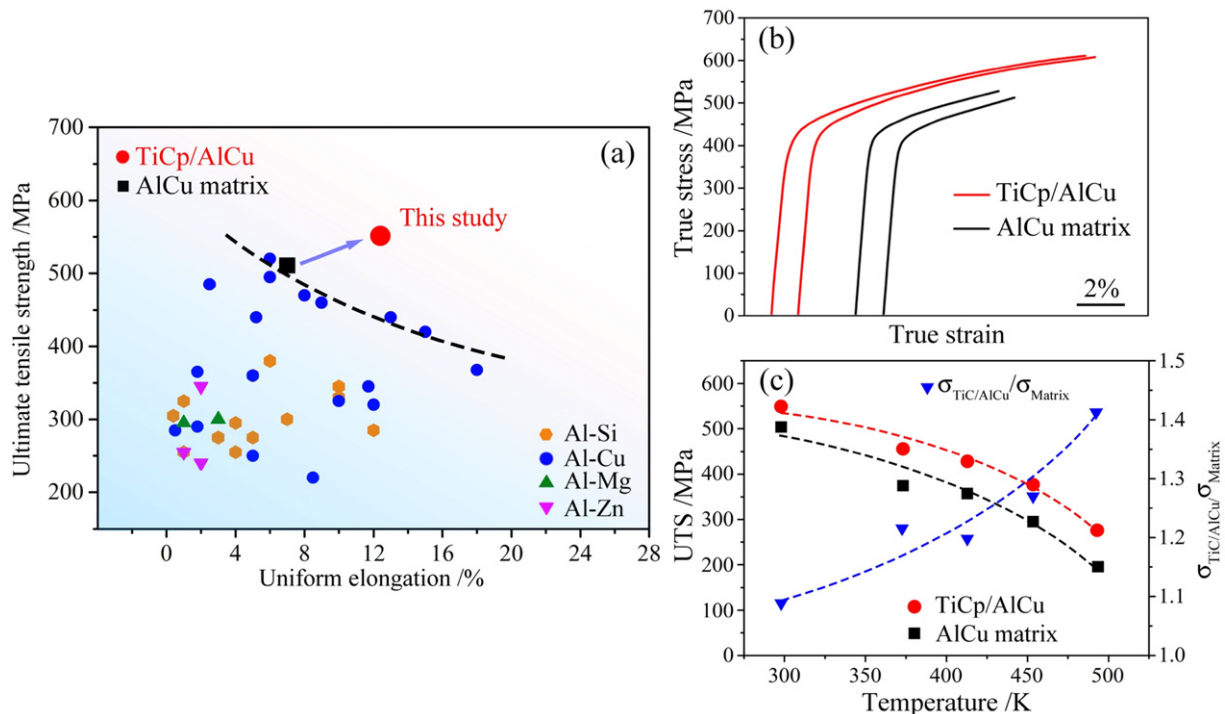 (a)
TiCp/AlCu
AlCu matrix
This study
Al-Si
Al-Cu
Al-Mg
Al-Zn
700
600
500
400
300
200
0 4 8 12 16 20 24 28
Ultimate tensile strength /MPa
Uniform elongation /%
(b)
700
600
500
400
300
200
100
0
True stress /MPa
TiCp/AlCu
AlCu matrix
2%
True strain
(c)
σTiC/AlCu/σMatrix
600
500
400
300
200
100
0
UTS /MPa
1.5
1.4
1.3
1.2
1.1
1.0
σTiC/AlCu/σMatrix
TiCp/AlCu
AlCu matrix
300 350 400 450 500
Temperature /K